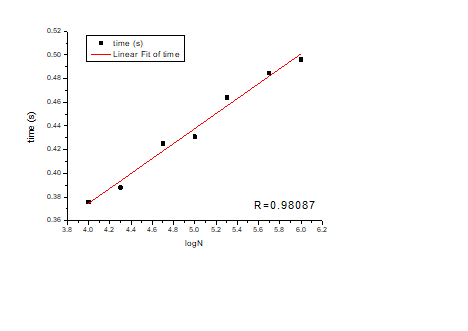 0.52
0.50
0.48
0.46
0.44
0.42
0.40
0.38
0.36
time (s)
time (s)
Linear Fit of time
R=0.98087
3.8 4.0 4.2 4.4 4.6 4.8 5.0 5.2 5.4 5.6 5.8 6.0 6.2
logN